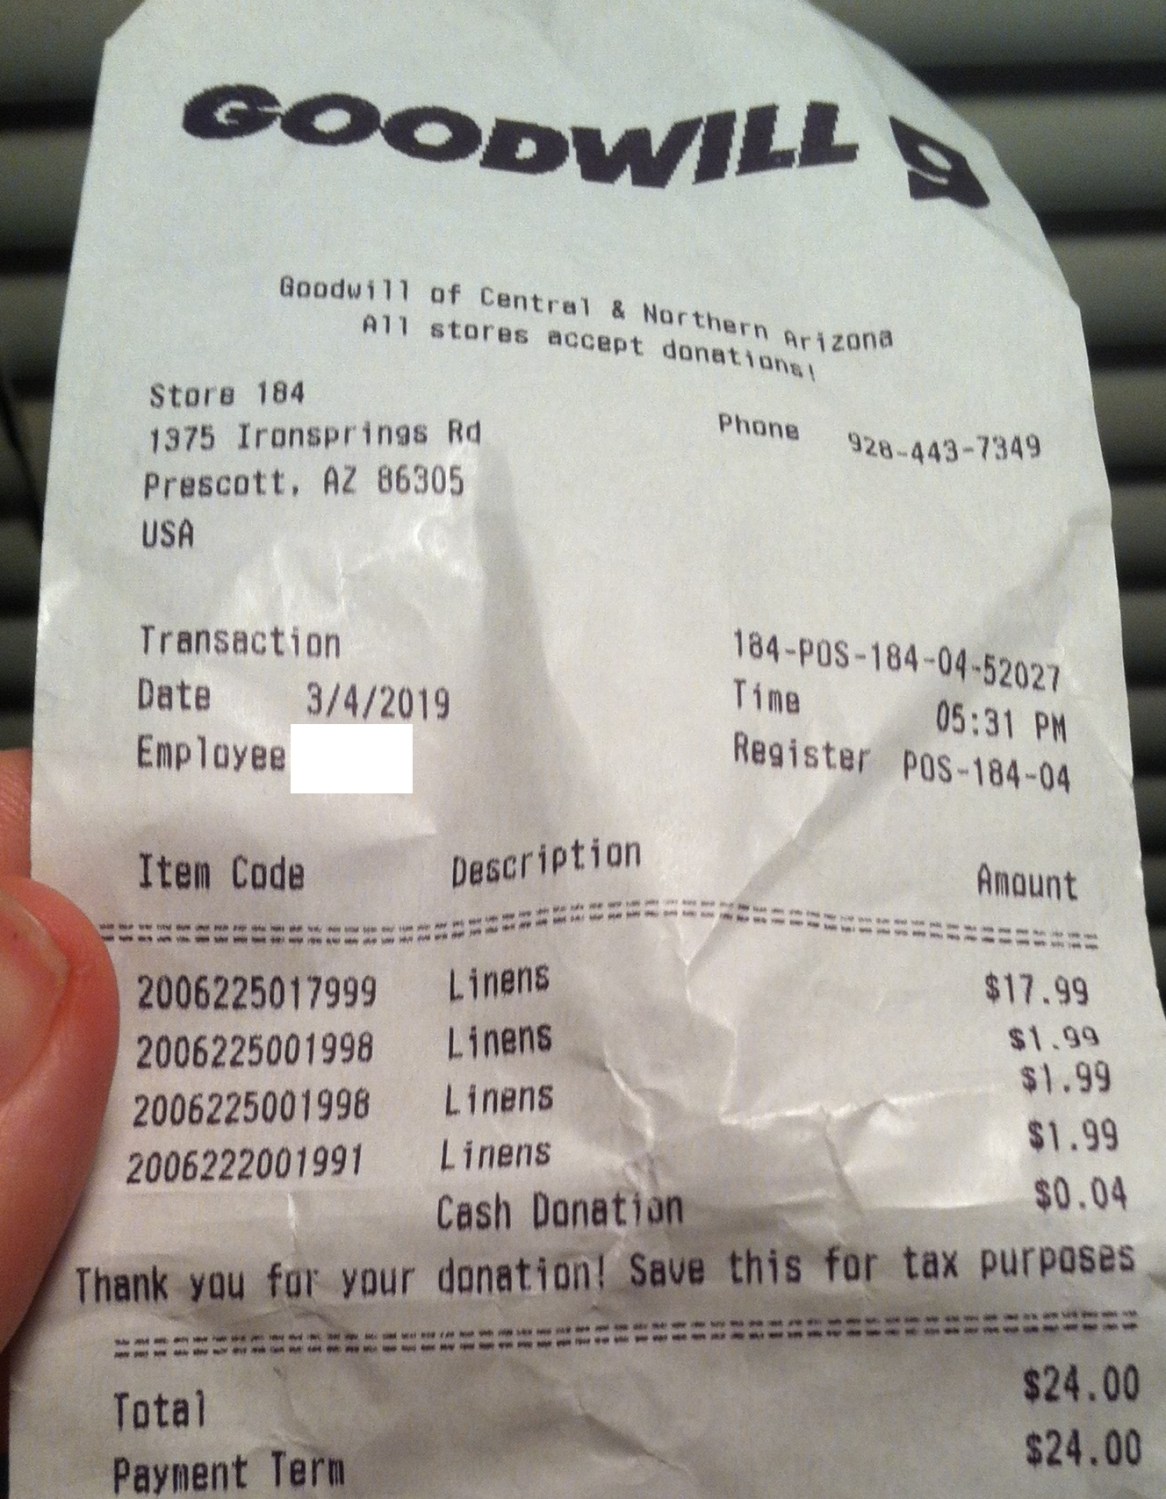 GOODWILL
Goodwill of Central & Northern Arizona
All stores accept donations!
Store 184
1375 Ironsprings Rd Phone 928-443-7349
Prescott, AZ 86305
USA
Transaction 184-POS-184-04-52027
Date 3/4/2019 Time 05:31 PM
Employee Register POS-184-04
Item Code Description Amount
2006225017999 Linens $17.99
2006225001998 Linens $1.99
2006225001998 Linens $1.99
2006222001991 Linens $1.99
Cash Donation $0.04
Thank you for your donation! Save this for tax purposes
Total $24.00
Payment Term $24.00